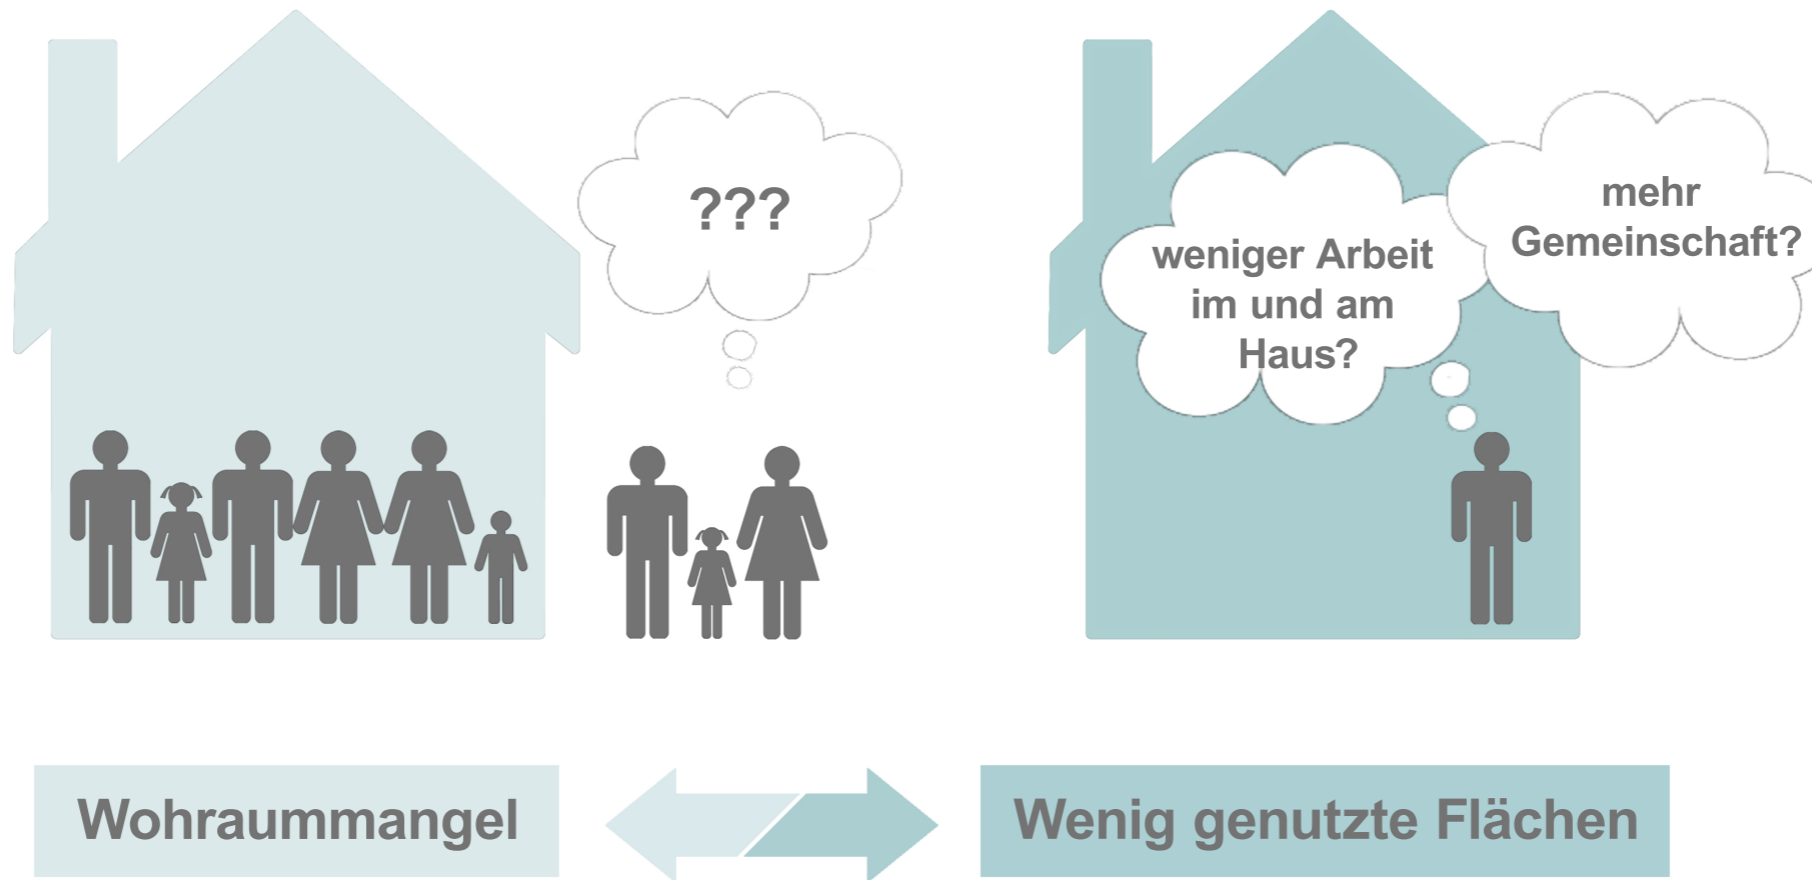 ???
weniger Arbeit
im und am
Haus?
mehr
Gemeinschaft?
Wohraummangel
Wenig genutzte Flächen